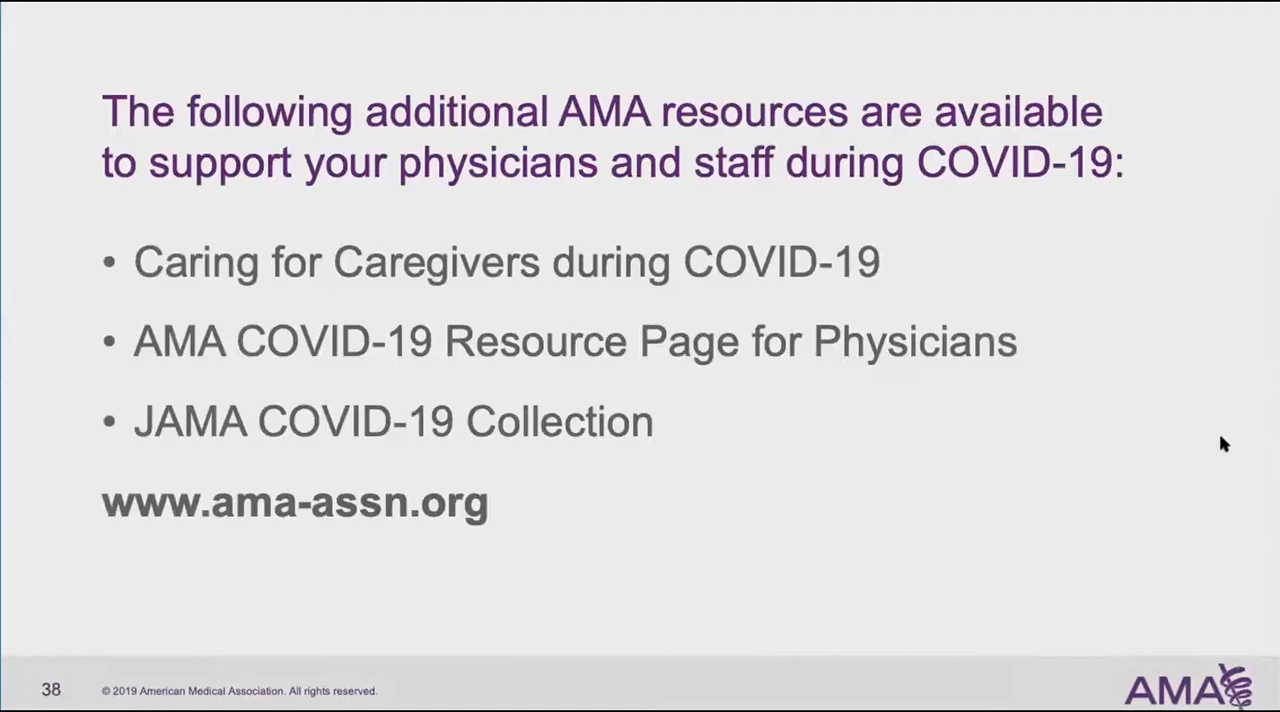 The following additional AMA resources are available
to support your physicians and staff during COVID-19:
• Caring for Caregivers during COVID-19
• AMA COVID-19 Resource Page for Physicians
• JAMA COVID-19 Collection
www.ama-assn.org
38
© 2019 American Medical Association. All rights reserved.
AMA